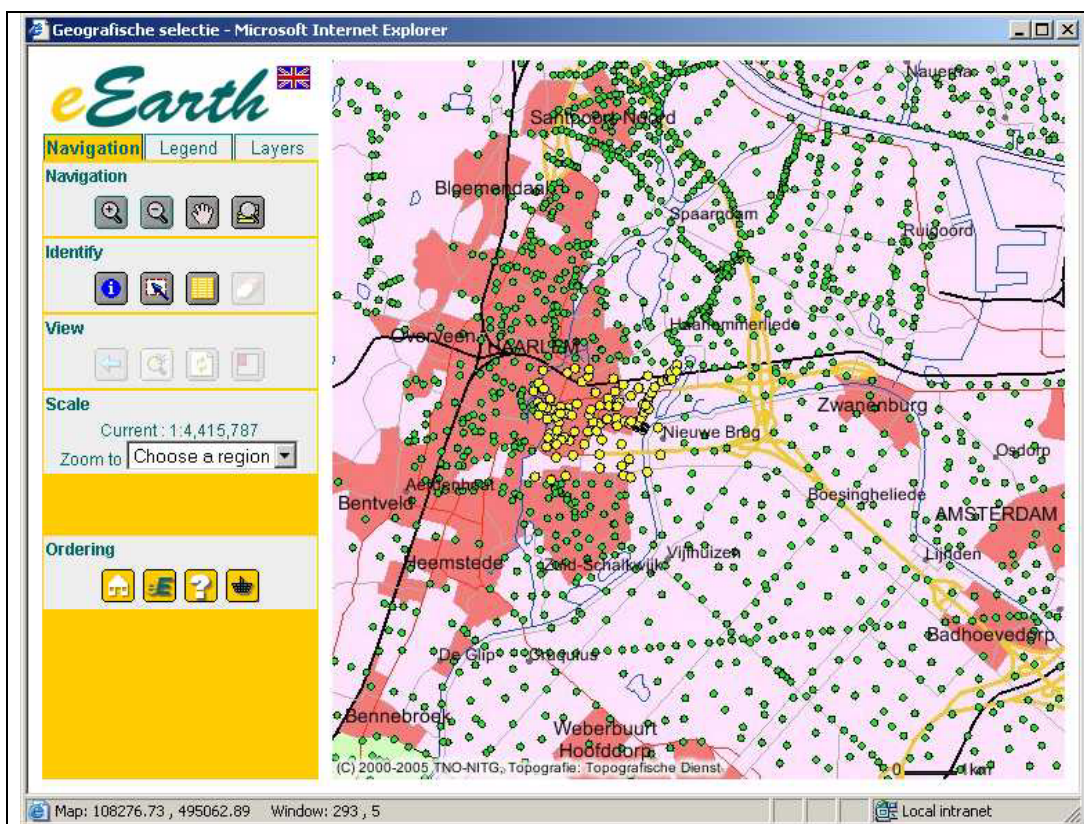 Geografische selectie - Microsoft Internet Explorer
eEarth
Navigation Legend Layers
Navigation
Identify
View
Scale
Current : 1:4,415,787
Zoom to Choose a region
Ordering
Nauerna
Santpoort-Noord
Bloemendaal
Spaarndam
Ruigoord
Haarlemmerliede
Overveen
HAARLEM
Zwanenburg
Nieuwe Brug
Osdorp
Aerdenhout
Boesingheliede
Bentveld
AMSTERDAM
Vijfhuizen
Lijnden
Heemstede
Zuid-Schalkwijk
Badhoevedorp
De Glip
Cruquius
Bennebroek
Weberbuurt
Hoofddorp
(C) 2000-2005 TNO-NITG, Topografie: Topografische Dienst
0 1km
Map: 108276.73 , 495062.89 Window: 293 , 5
Local intranet